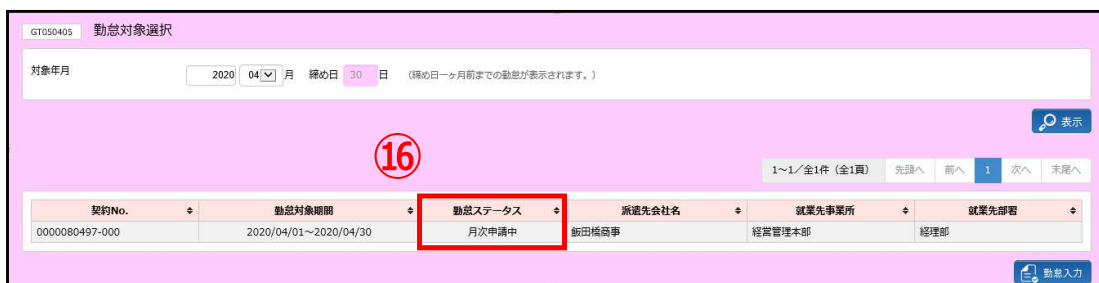 GT050405 勤怠対象選択
対象年月 2020 04 月 締め日 30 日 (締め日一ヶ月前までの勤怠が表示されます。)
表示
⑯
1~1/全1件 (全1頁) 先頭へ 前へ 1 次へ 末尾へ
契約No. 勤怠対象期間 勤怠ステータス 派遣先会社名 就業先事業所 就業先部署
0000080497-000 2020/04/01~2020/04/30 月次申請中 飯田橋商事 経営管理本部 経理部
勤怠入力